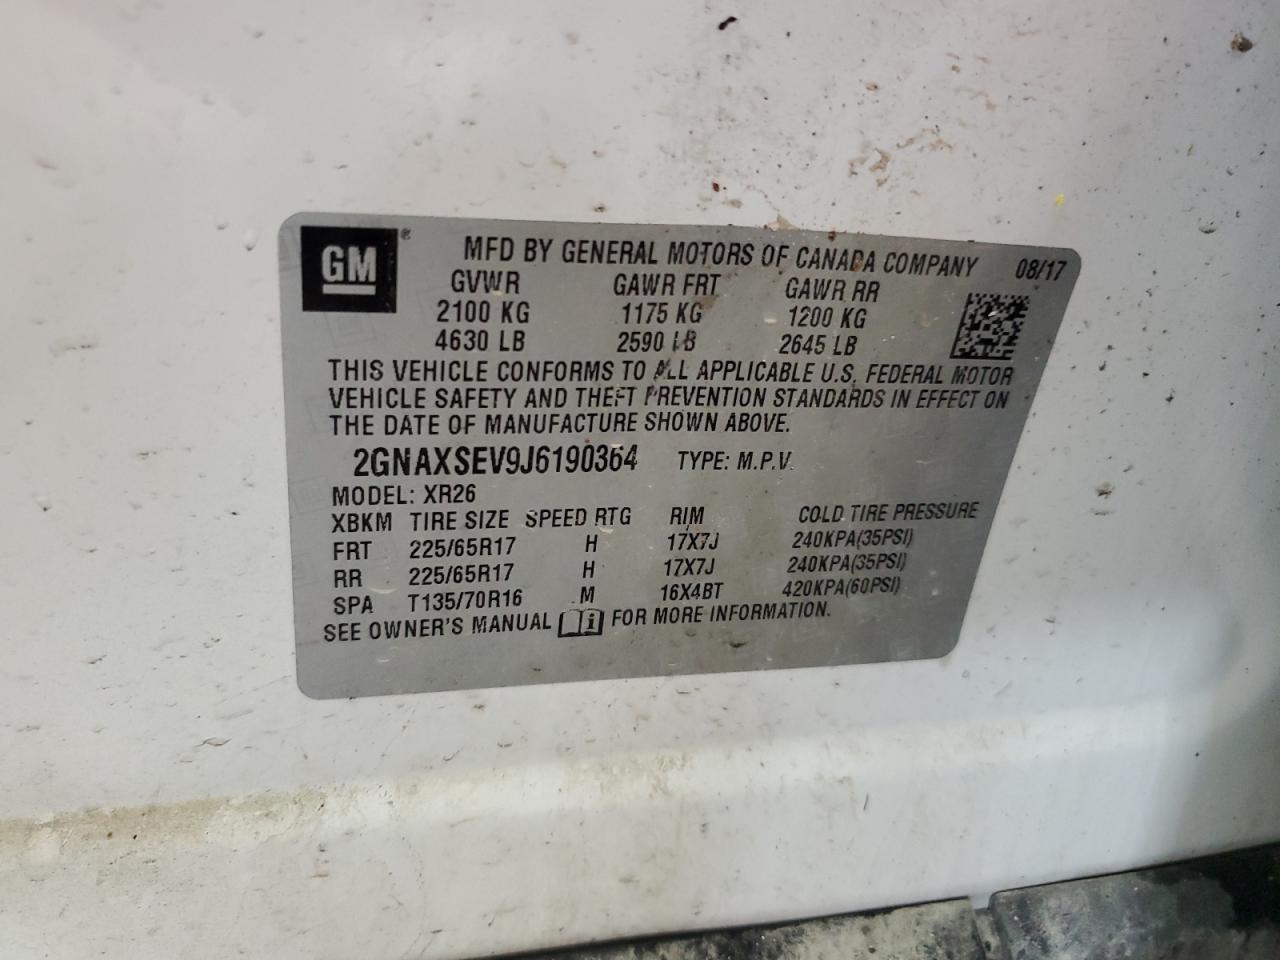 GM ® MFD BY GENERAL MOTORS OF CANADA COMPANY 08/17
GVWR GAWR FRT GAWR RR
2100 KG 1175 KG 1200 KG
4630 LB 2590 LB 2645 LB
THIS VEHICLE CONFORMS TO ALL APPLICABLE U.S. FEDERAL MOTOR
VEHICLE SAFETY AND THEFT PREVENTION STANDARDS IN EFFECT ON
THE DATE OF MANUFACTURE SHOWN ABOVE.
2GNAXSEV9J6190364 TYPE: M.P.V.
MODEL: XR26
XBKM TIRE SIZE SPEED RTG RIM COLD TIRE PRESSURE
FRT 225/65R17 H 17X7J 240KPA(35PSI)
RR 225/65R17 H 17X7J 240KPA(35PSI)
SPA T135/70R16 M 16X4BT 420KPA(60PSI)
SEE OWNER'S MANUAL i FOR MORE INFORMATION.